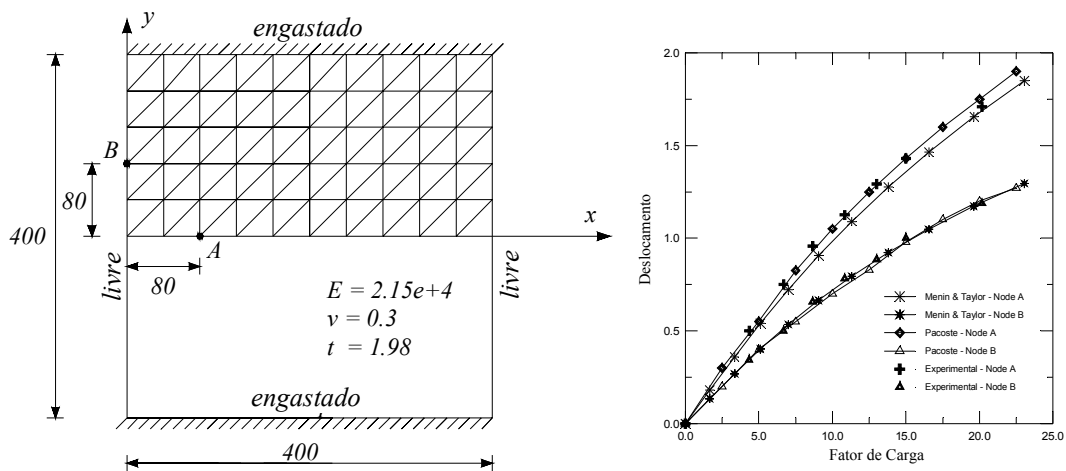 y
engastado
B
80
400
x
A
80
livre
livre
E = 2.15e+4
ν = 0.3
t = 1.98
engastado
400
2.0
1.5
1.0
0.5
0.0
Deslocamento
Menin & Taylor - Node A
Menin & Taylor - Node B
Pacoste - Node A
Pacoste - Node B
Experimental - Node A
Experimental - Node B
0.0 5.0 10.0 15.0 20.0 25.0
Fator de Carga